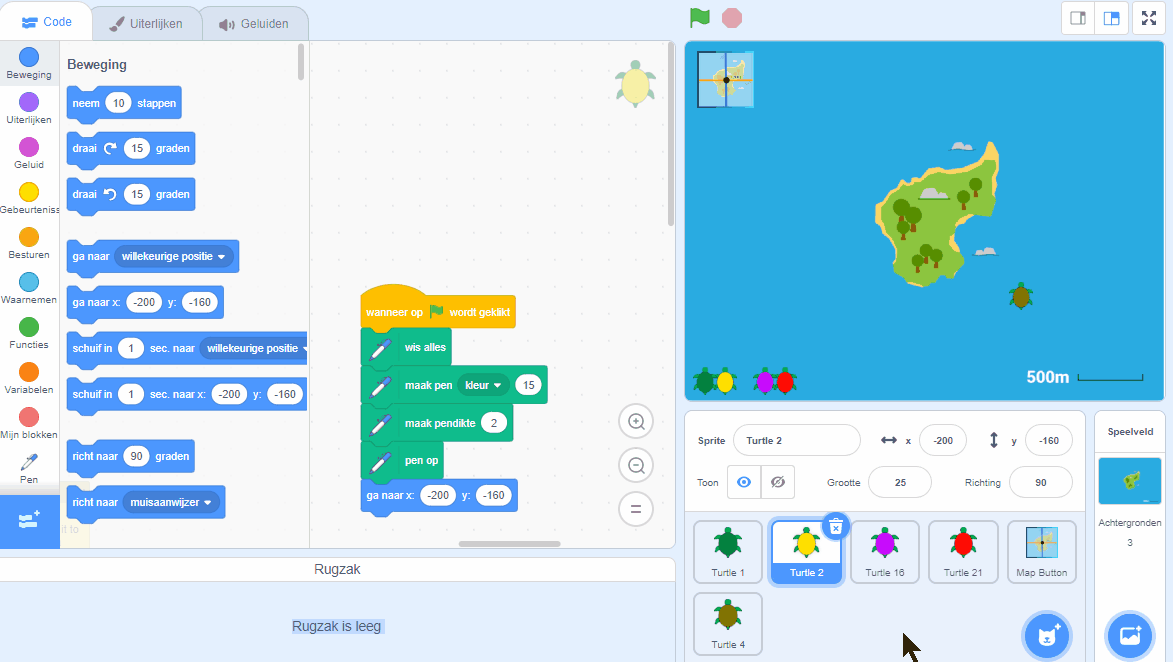 Code
Uiterlijken
Geluiden
Beweging
Uiterlijken
Geluid
Gebeurteniss
Besturen
Waarnemen
Functies
Variabelen
Mijn blokken
Pen
Beweging
neem 10 stappen
draai 15 graden
draai 15 graden
ga naar willekeurige positie
ga naar x: -200 y: -160
schuif in 1 sec. naar willekeurige positie
schuif in 1 sec. naar x: -200 y: -160
richt naar 90 graden
richt naar muisaanwijzer
wanneer op wordt geklikt
wis alles
maak pen kleur 15
maak pendikte 2
pen op
ga naar x: -200 y: -160
Rugzak
Rugzak is leeg
500m
Sprite Turtle 2 x -200 y -160
Toon Grootte 25 Richting 90
Turtle 1
Turtle 2
Turtle 16
Turtle 21
Map Button
Turtle 4
Speelveld
Achtergronden
3